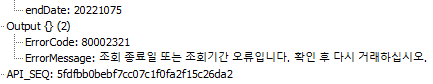 endDate: 20221075
Output {} (2)
ErrorCode: 80002321
ErrorMessage: 조회 종료일 또는 조회기간 오류입니다. 확인 후 다시 거래하십시오.
API_SEQ: 5fdfbb0bebf7cc07c1f0fa2f15c26da2